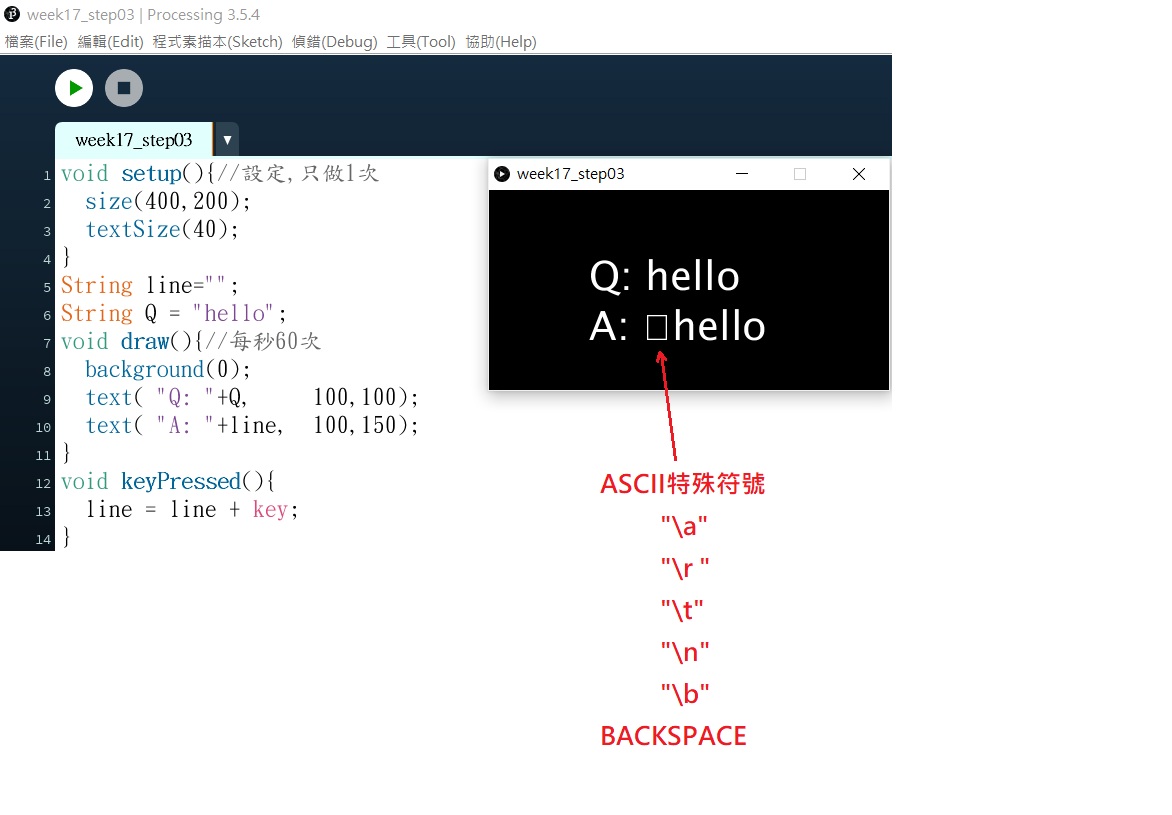 week17_step03 | Processing 3.5.4
檔案(File) 編輯(Edit) 程式素描本(Sketch) 偵錯(Debug) 工具(Tool) 協助(Help)
week17_step03 ▼
1 void setup(){//設定,只做1次
2   size(400,200);
3   textSize(40);
4 }
5 String line="";
6 String Q = "hello";
7 void draw(){//每秒60次
8   background(0);
9   text( "Q: "+Q,     100,100);
10   text( "A: "+line,  100,150);
11 }
12 void keyPressed(){
13   line = line + key;
14 }
week17_step03
Q: hello
A: □hello
ASCII特殊符號
"\a"
"\r "
"\t"
"\n"
"\b"
BACKSPACE